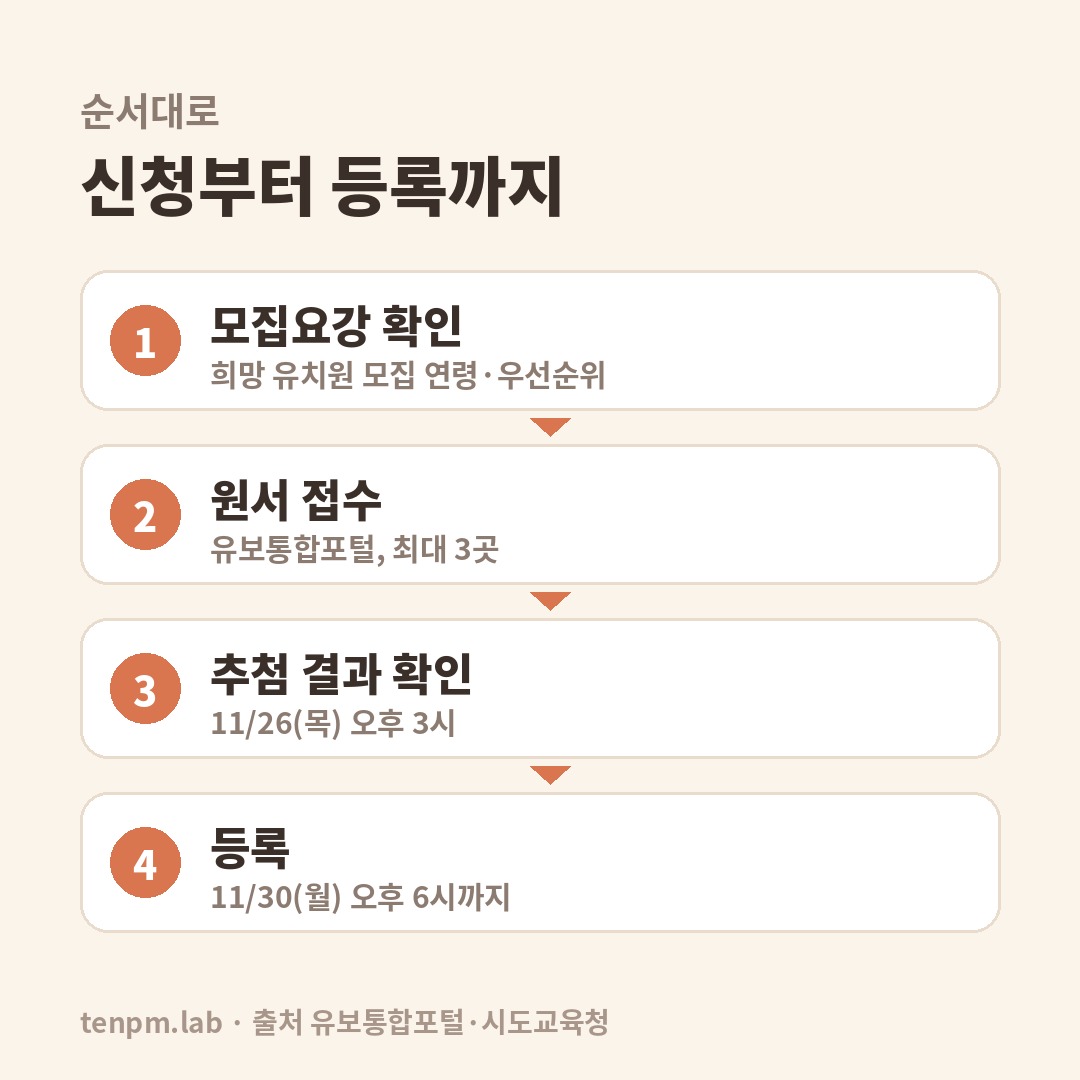 순서대로
신청부터 등록까지
1
모집요강 확인
희망 유치원 모집 연령·우선순위
2
원서 접수
유보통합포털, 최대 3곳
3
추첨 결과 확인
11/26(목) 오후 3시
4
등록
11/30(월) 오후 6시까지
tenpm.lab · 출처 유보통합포털·시도교육청